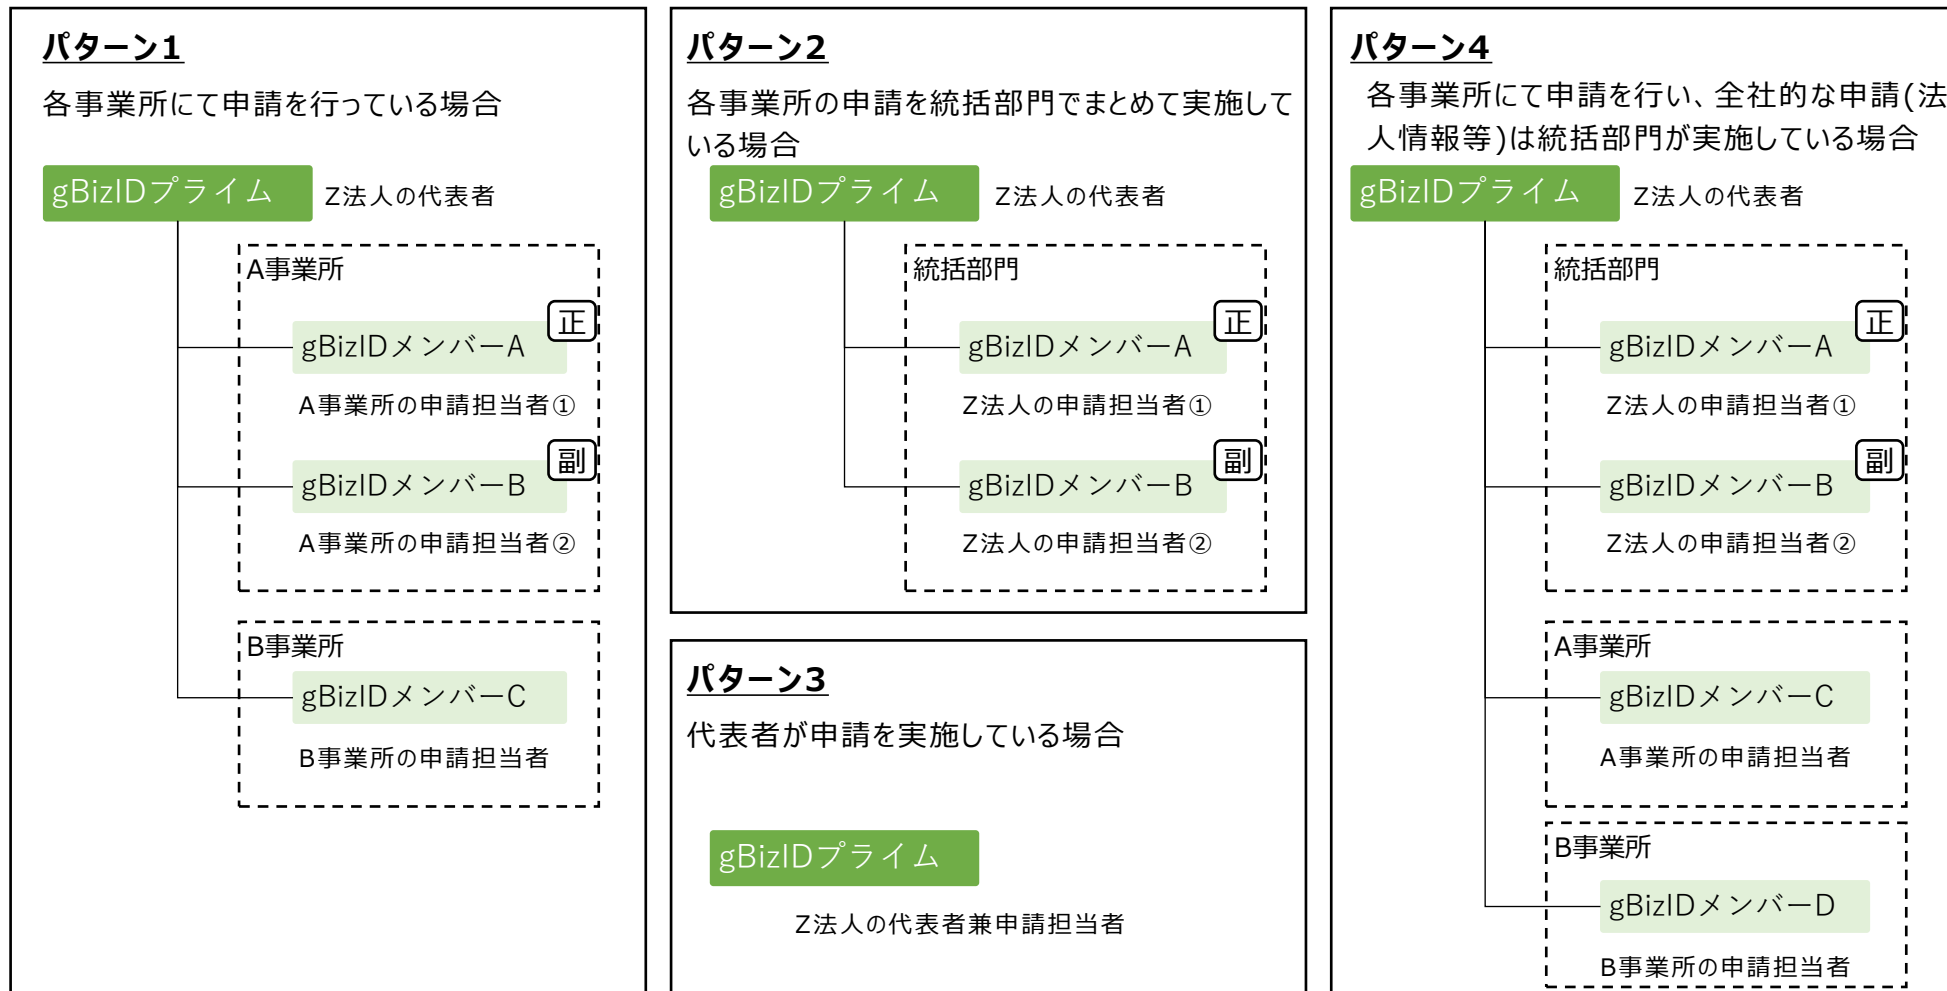 パターン1
各事業所にて申請を行っている場合
gBizIDプライム
Z法人の代表者
A事業所
正
gBizIDメンバーA
A事業所の申請担当者①
副
gBizIDメンバーB
A事業所の申請担当者②
B事業所
gBizIDメンバーC
B事業所の申請担当者
パターン2
各事業所の申請を統括部門でまとめて実施して
いる場合
gBizIDプライム
Z法人の代表者
統括部門
正
gBizIDメンバーA
Z法人の申請担当者①
副
gBizIDメンバーB
Z法人の申請担当者②
パターン3
代表者が申請を実施している場合
gBizIDプライム
Z法人の代表者兼申請担当者
パターン4
各事業所にて申請を行い、全社的な申請(法
人情報等)は統括部門が実施している場合
gBizIDプライム
Z法人の代表者
統括部門
正
gBizIDメンバーA
Z法人の申請担当者①
副
gBizIDメンバーB
Z法人の申請担当者②
A事業所
gBizIDメンバーC
A事業所の申請担当者
B事業所
gBizIDメンバーD
B事業所の申請担当者